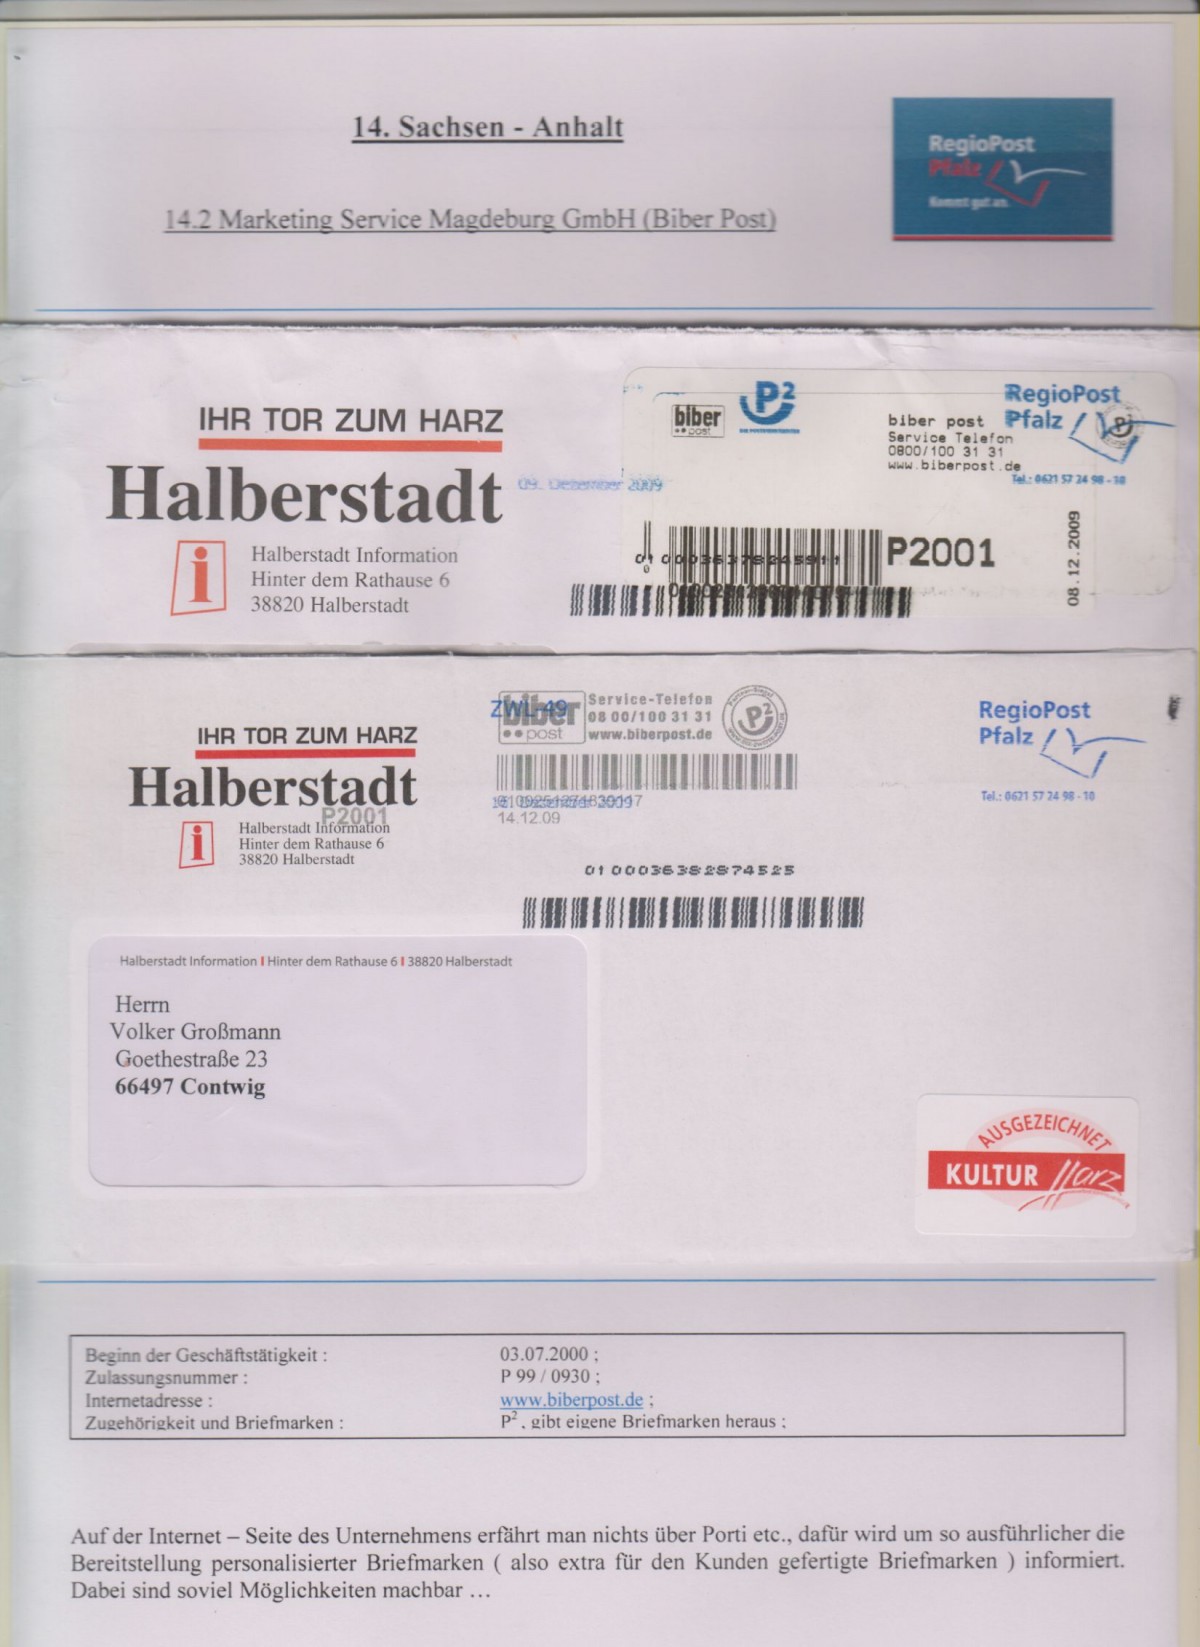 14. Sachsen - Anhalt
14.2 Marketing Service Magdeburg GmbH (Biber Post)
RegioPost
Pfalz
Kommt gut an.
IHR TOR ZUM HARZ
Halberstadt
i
Halberstadt Information
Hinter dem Rathause 6
38820 Halberstadt
09. Dezember 2009
biber
post
P2
biber post
Service Telefon
0800/100 31 31
www.biberpost.de
RegioPost
Pfalz
Tel.: 0621 57 24 98 - 10
P2001
08.12.2009
IHR TOR ZUM HARZ
Halberstadt
P2001
i
Halberstadt Information
Hinter dem Rathause 6
38820 Halberstadt
ZWL-49
biber
post
Service-Telefon
08 00/100 31 31
www.biberpost.de
P2
14.12.09
01 00036382874525
RegioPost
Pfalz
Tel.: 0621 57 24 98 - 10
Halberstadt Information I Hinter dem Rathause 6 I 38820 Halberstadt
Herrn
Volker Großmann
Goethestraße 23
66497 Contwig
AUSGEZEICHNET
KULTUR Harz
Beginn der Geschäftstätigkeit : 03.07.2000 ;
Zulassungsnummer : P 99 / 0930 ;
Internetadresse : www.biberpost.de ;
Zugehörigkeit und Briefmarken : P2 , gibt eigene Briefmarken heraus ;
Auf der Internet – Seite des Unternehmens erfährt man nichts über Porti etc., dafür wird um so ausführlicher die
Bereitstellung personalisierter Briefmarken ( also extra für den Kunden gefertigte Briefmarken ) informiert.
Dabei sind soviel Möglichkeiten machbar …